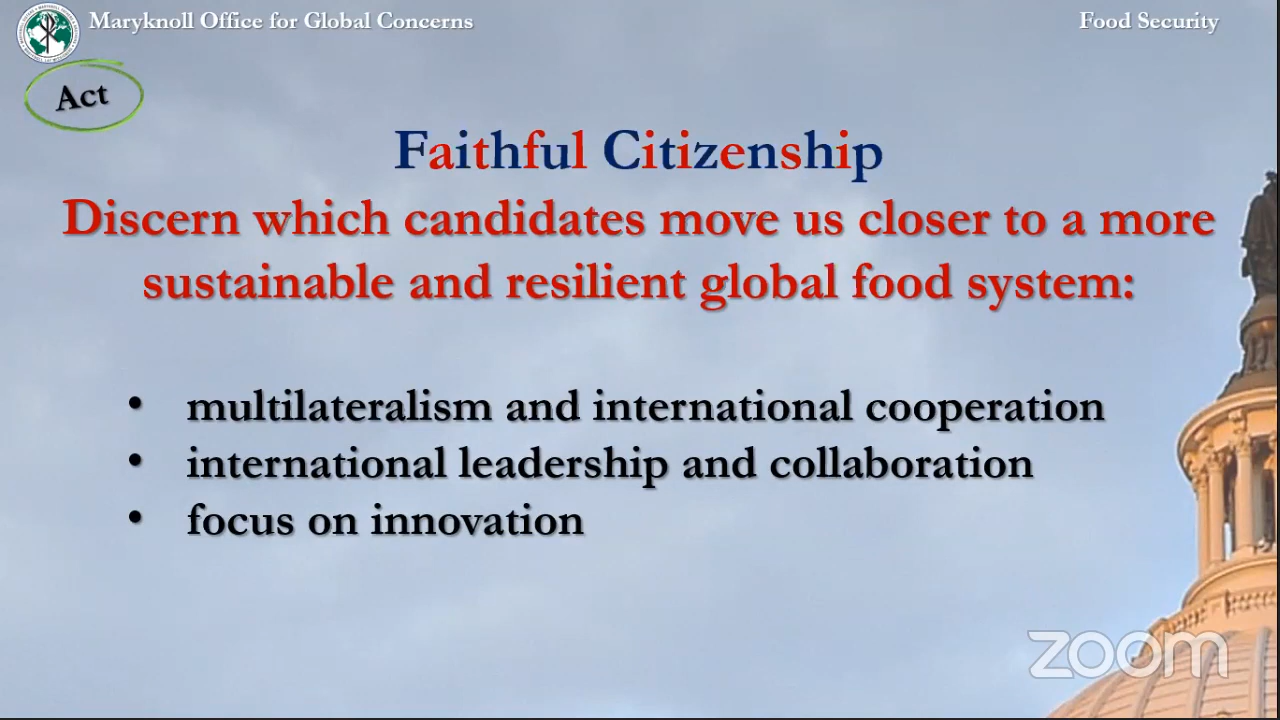 Maryknoll Office for Global Concerns
Food Security
Act
Faithful Citizenship
Discern which candidates move us closer to a more
sustainable and resilient global food system:
• multilateralism and international cooperation
• international leadership and collaboration
• focus on innovation
zoom